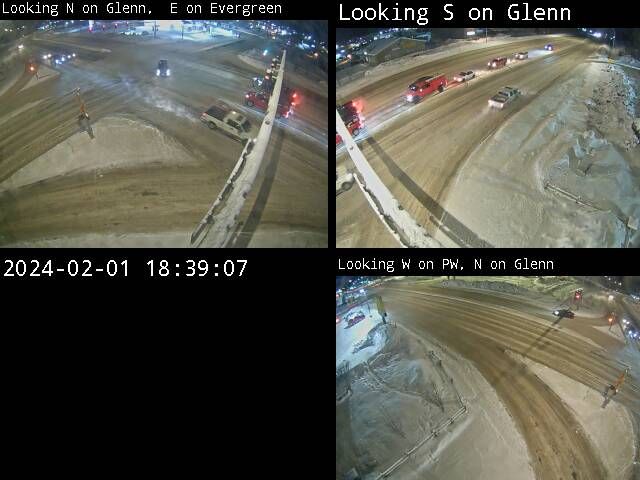 Looking N on Glenn,  E on Evergreen
Looking S on Glenn
2024-02-01 18:39:07
Looking W on PW, N on Glenn